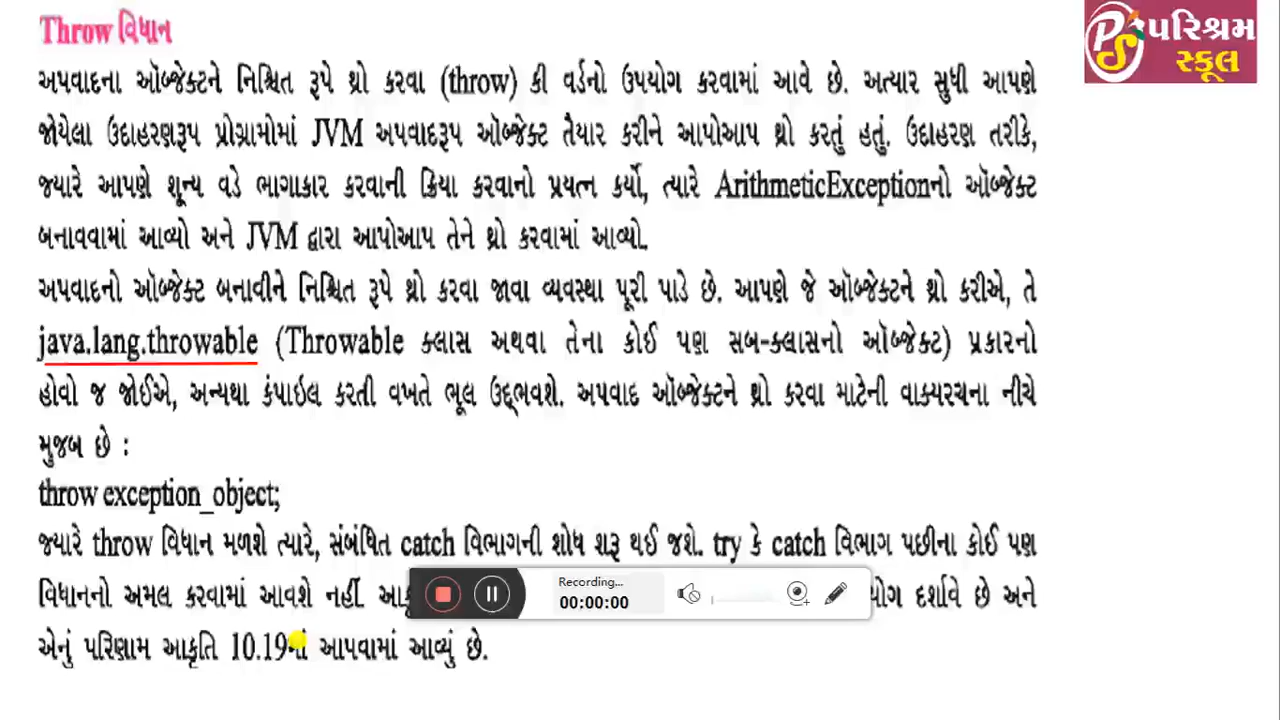 Throw વિધાન
પરિશ્રમ
સ્કૂલ
અપવાદના ઑબ્જેક્ટને નિશ્ચિત રૂપે થ્રો કરવા (throw) કી વર્ડનો ઉપયોગ કરવામાં આવે છે. અત્યાર સુધી આપણે
જોયેલા ઉદાહરણરૂપ પ્રોગ્રામોમાં JVM અપવાદરૂપ ઑબ્જેક્ટ તૈયાર કરીને આપોઆપ થ્રો કરતું હતું. ઉદાહરણ તરીકે,
જ્યારે આપણે શૂન્ય વડે ભાગાકાર કરવાની ક્રિયા કરવાનો પ્રયત્ન કર્યો, ત્યારે ArithmeticExceptionનો ઑબ્જેક્ટ
બનાવવામાં આવ્યો અને JVM દ્વારા આપોઆપ તેને થ્રો કરવામાં આવ્યો.
અપવાદનો ઑબ્જેક્ટ બનાવીને નિશ્ચિત રૂપે થ્રો કરવા જાવા વ્યવસ્થા પૂરી પાડે છે. આપણે જે ઑબ્જેક્ટને થ્રો કરીએ, તે
java.lang.throwable (Throwable ક્લાસ અથવા તેના કોઈ પણ સબ-ક્લાસનો ઑબ્જેક્ટ) પ્રકારનો
હોવો જ જોઈએ, અન્યથા કંપાઇલ કરતી વખતે ભૂલ ઉદ્ભવશે. અપવાદ ઑબ્જેક્ટને થ્રો કરવા માટેની વાક્યરચના નીચે
મુજબ છે :
throw exception_object;
જ્યારે throw વિધાન મળશે ત્યારે, સંબંધિત catch વિભાગની શોધ શરૂ થઈ જશે. try કે catch વિભાગ પછીના કોઈ પણ
વિધાનનો અમલ કરવામાં આવશે નહીં. દર્શાવે છે અને
Recording...
00:00:00
એનું પરિણામ આકૃતિ 10.19માં આપવામાં આવ્યું છે.